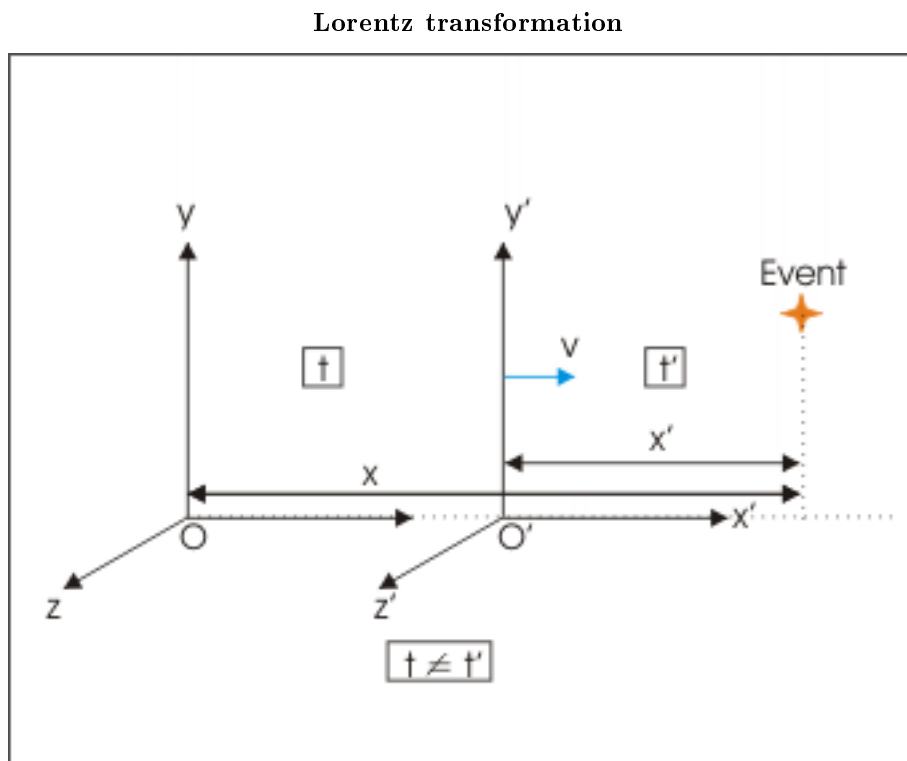 Lorentz transformation
y
y′
Event
t
v
t′
x′
x
x′
O
O′
z
z′
t ≠ t′